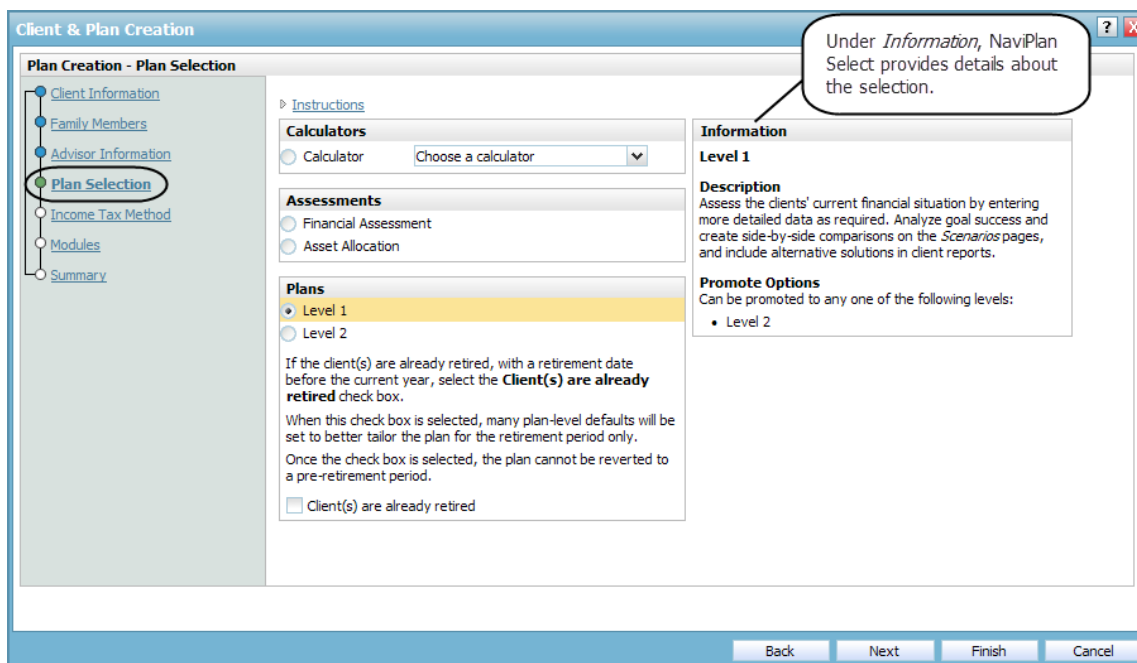 Client & Plan Creation
?
X
Under Information, NaviPlan
Select provides details about
the selection.
Plan Creation - Plan Selection
Client Information
Family Members
Advisor Information
Plan Selection
Income Tax Method
Modules
Summary
Instructions
Calculators
Calculator
Choose a calculator
Assessments
Financial Assessment
Asset Allocation
Plans
Level 1
Level 2
If the client(s) are already retired, with a retirement date
before the current year, select the Client(s) are already
retired check box.
When this check box is selected, many plan-level defaults will be
set to better tailor the plan for the retirement period only.
Once the check box is selected, the plan cannot be reverted to
a pre-retirement period.
Client(s) are already retired
Information
Level 1
Description
Assess the clients' current financial situation by entering
more detailed data as required. Analyze goal success and
create side-by-side comparisons on the Scenarios pages,
and include alternative solutions in client reports.
Promote Options
Can be promoted to any one of the following levels:
• Level 2
Back
Next
Finish
Cancel